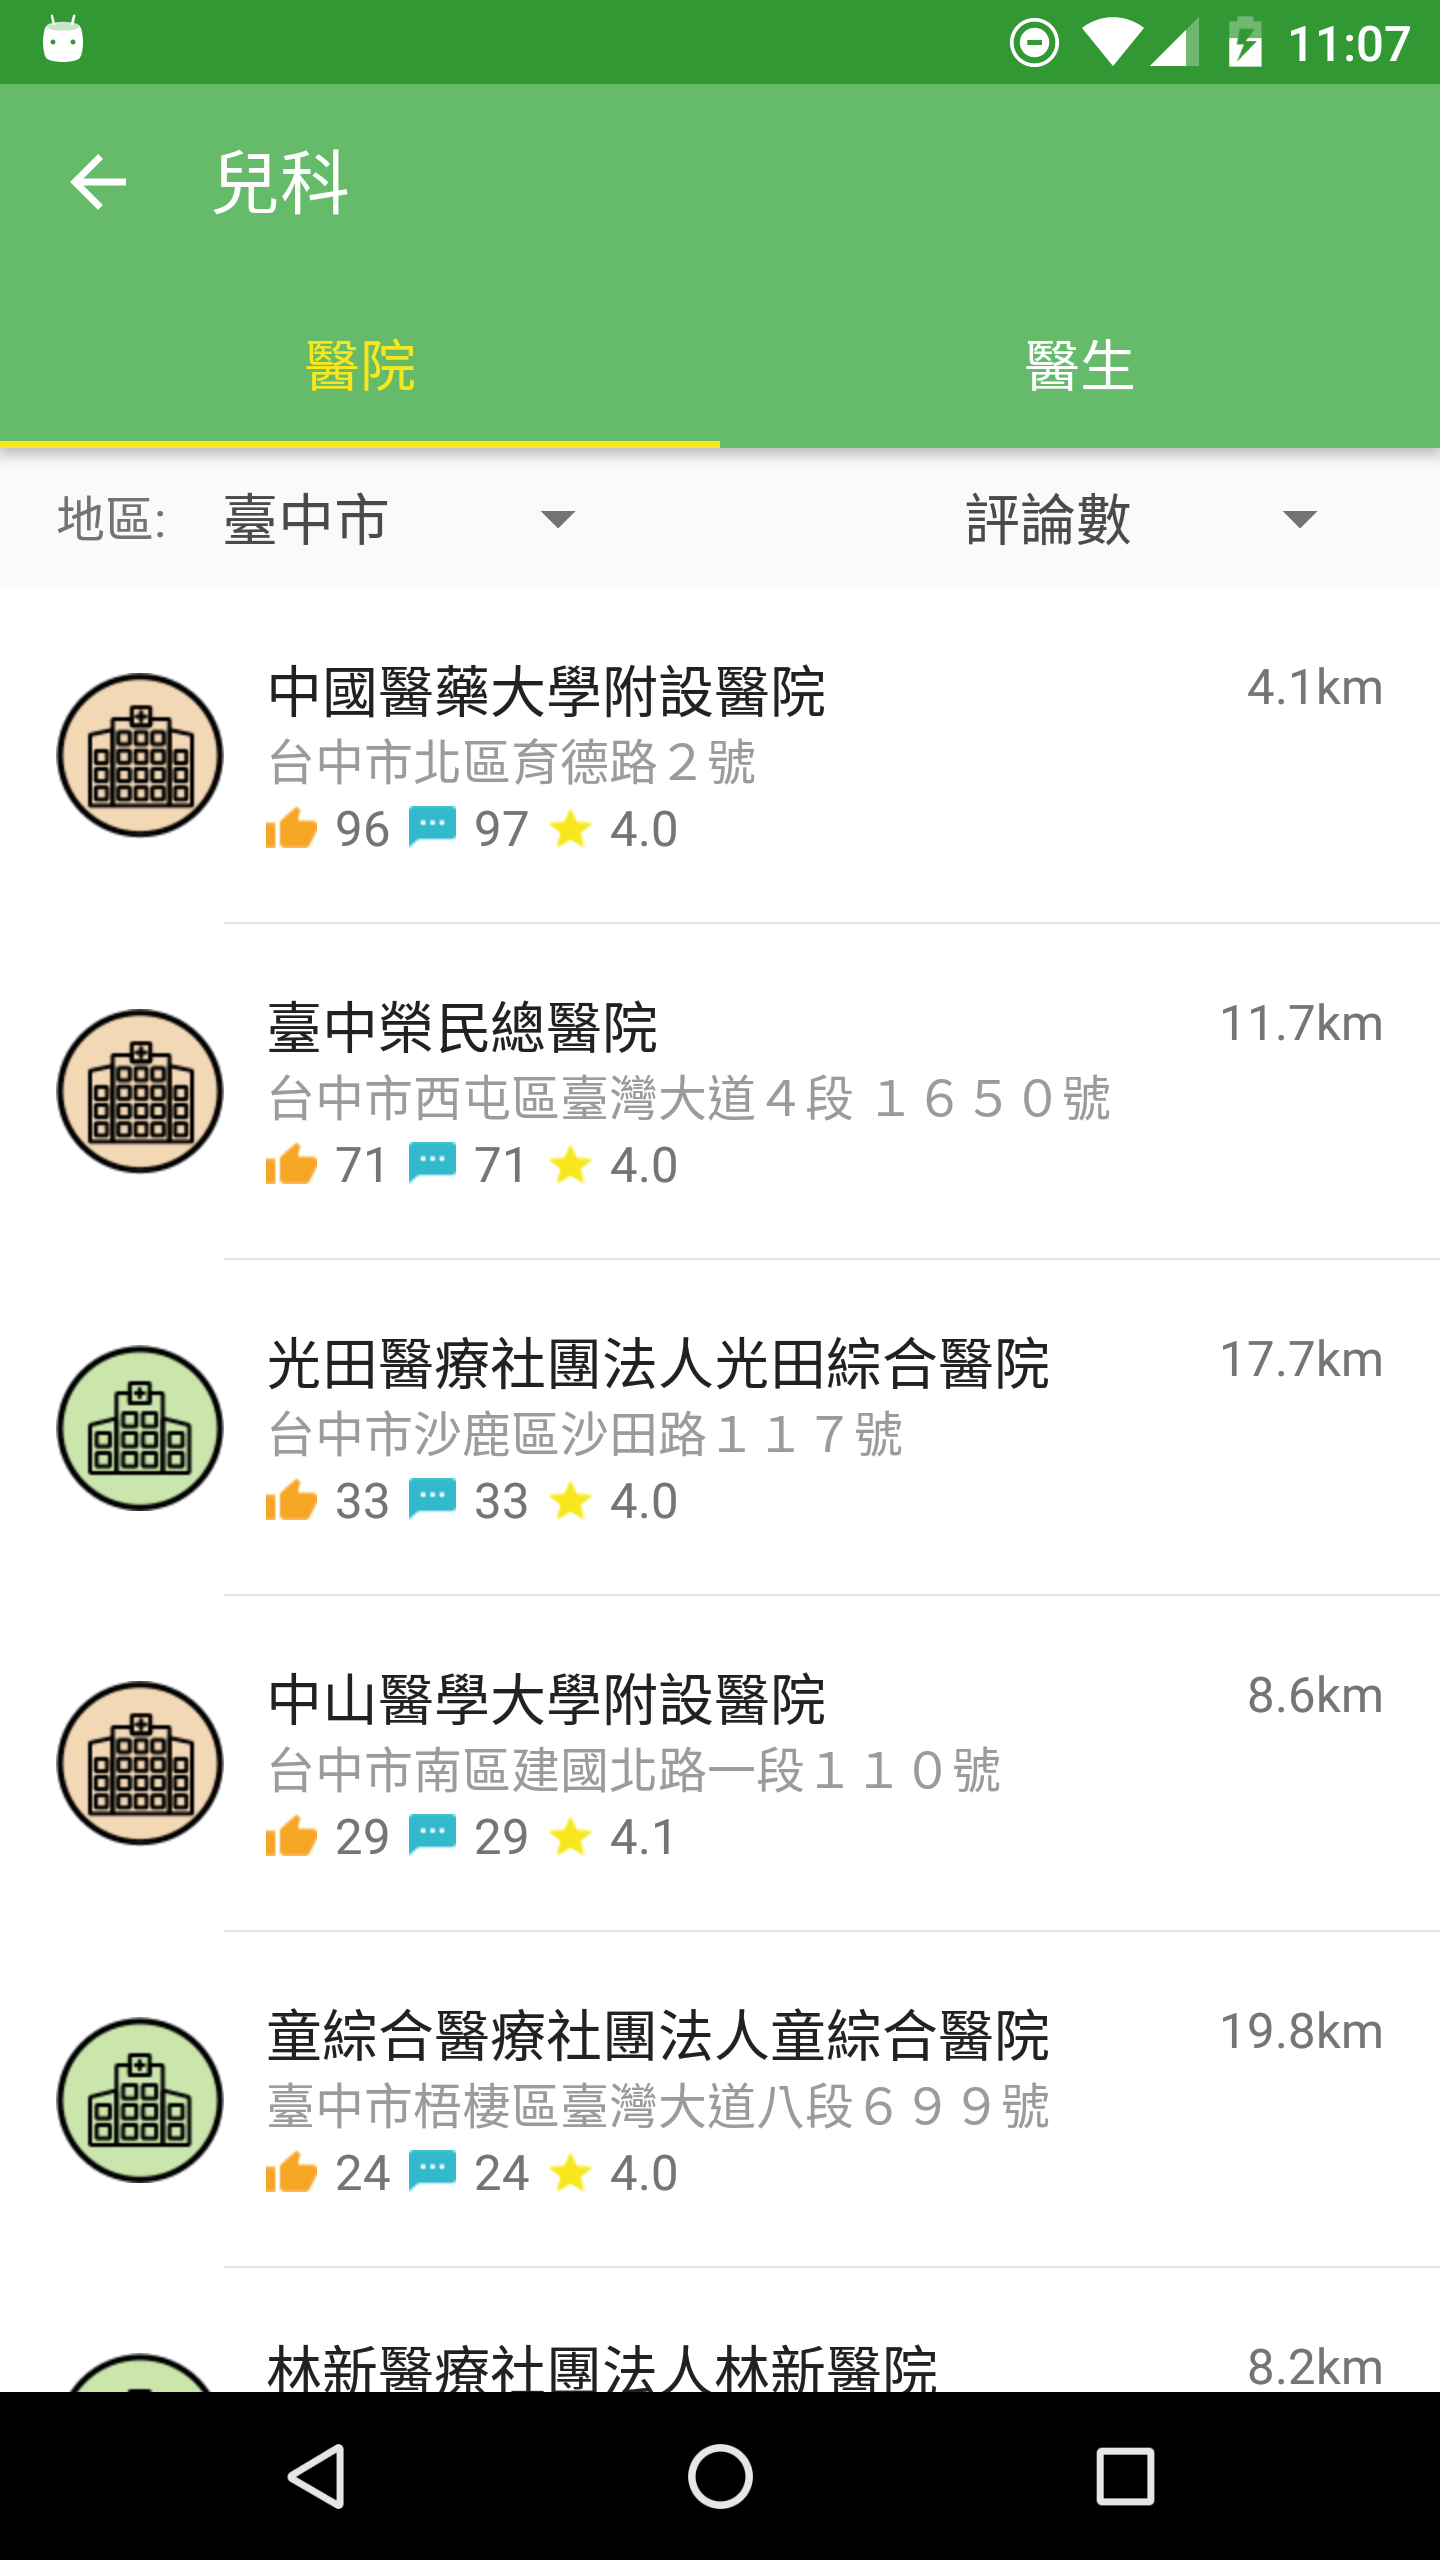 11:07
兒科
醫院
醫生
地區: 臺中市 評論數
中國醫藥大學附設醫院 4.1km
台中市北區育德路２號
96 97 4.0
臺中榮民總醫院 11.7km
台中市西屯區臺灣大道４段 １６５０號
71 71 4.0
光田醫療社團法人光田綜合醫院 17.7km
台中市沙鹿區沙田路１１７號
33 33 4.0
中山醫學大學附設醫院 8.6km
台中市南區建國北路一段１１０號
29 29 4.1
童綜合醫療社團法人童綜合醫院 19.8km
臺中市梧棲區臺灣大道八段６９９號
24 24 4.0
林新醫療社團法人林新醫院 8.2km